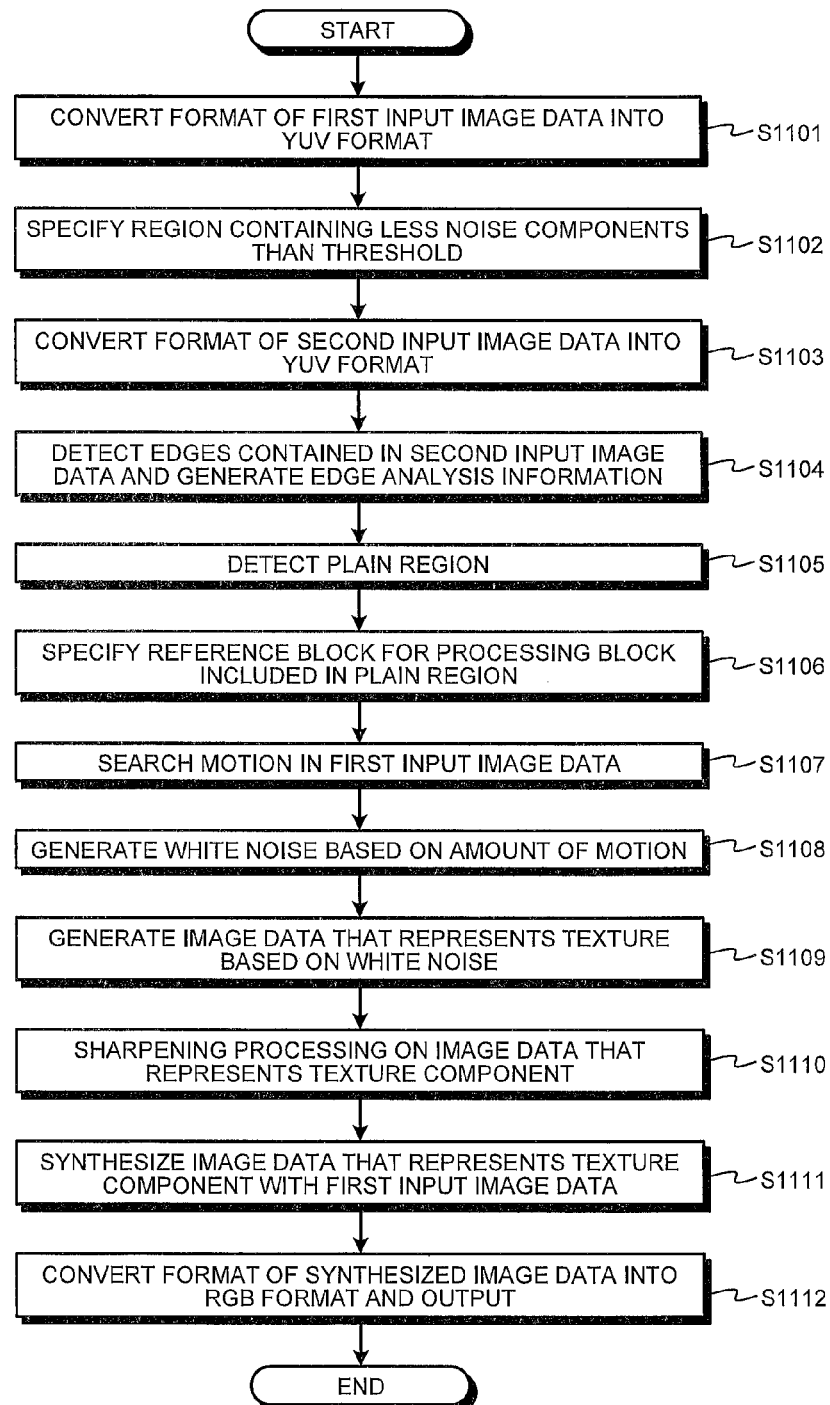 START
CONVERT FORMAT OF FIRST INPUT IMAGE DATA INTO
YUV FORMAT
S1101
SPECIFY REGION CONTAINING LESS NOISE COMPONENTS
THAN THRESHOLD
S1102
CONVERT FORMAT OF SECOND INPUT IMAGE DATA INTO
YUV FORMAT
S1103
DETECT EDGES CONTAINED IN SECOND INPUT IMAGE
DATA AND GENERATE EDGE ANALYSIS INFORMATION
S1104
DETECT PLAIN REGION
S1105
SPECIFY REFERENCE BLOCK FOR PROCESSING BLOCK
INCLUDED IN PLAIN REGION
S1106
SEARCH MOTION IN FIRST INPUT IMAGE DATA
S1107
GENERATE WHITE NOISE BASED ON AMOUNT OF MOTION
S1108
GENERATE IMAGE DATA THAT REPRESENTS TEXTURE
BASED ON WHITE NOISE
S1109
SHARPENING PROCESSING ON IMAGE DATA THAT
REPRESENTS TEXTURE COMPONENT
S1110
SYNTHESIZE IMAGE DATA THAT REPRESENTS TEXTURE
COMPONENT WITH FIRST INPUT IMAGE DATA
S1111
CONVERT FORMAT OF SYNTHESIZED IMAGE DATA INTO
RGB FORMAT AND OUTPUT
S1112
END